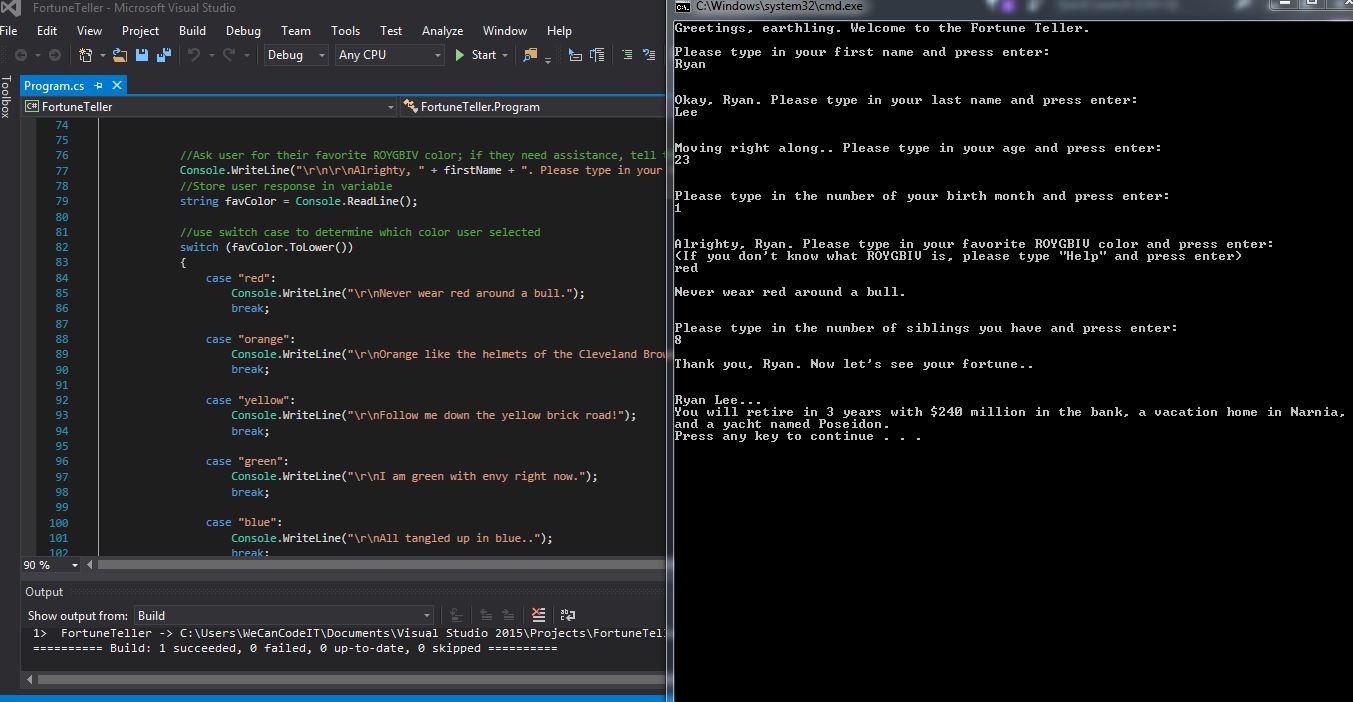 FortuneTeller - Microsoft Visual Studio
File Edit View Project Build Debug Team Tools Test Analyze Window Help
Debug Any CPU Start
Toolbox
Program.cs
C# FortuneTeller FortuneTeller.Program
74
75
76 //Ask user for their favorite ROYGBIV color; if they need assistance, tell
77 Console.WriteLine("\r\n\r\nAlrighty, " + firstName + ". Please type in your
78 //Store user response in variable
79 string favColor = Console.ReadLine();
80
81 //use switch case to determine which color user selected
82 switch (favColor.ToLower())
83 {
84 case "red":
85 Console.WriteLine("\r\nNever wear red around a bull.");
86 break;
87
88 case "orange":
89 Console.WriteLine("\r\nOrange like the helmets of the Cleveland Brow
90 break;
91
92 case "yellow":
93 Console.WriteLine("\r\nFollow me down the yellow brick road!");
94 break;
95
96 case "green":
97 Console.WriteLine("\r\nI am green with envy right now.");
98 break;
99
100 case "blue":
101 Console.WriteLine("\r\nAll tangled up in blue..");
102 break;
90 %
Output
Show output from: Build
1> FortuneTeller -> C:\Users\WeCanCodeIT\Documents\Visual Studio 2015\Projects\FortuneTel
========== Build: 1 succeeded, 0 failed, 0 up-to-date, 0 skipped ==========
C:\Windows\system32\cmd.exe
Greetings, earthling. Welcome to the Fortune Teller.
Please type in your first name and press enter:
Ryan
Okay, Ryan. Please type in your last name and press enter:
Lee
Moving right along.. Please type in your age and press enter:
23
Please type in the number of your birth month and press enter:
1
Alrighty, Ryan. Please type in your favorite ROYGBIV color and press enter:
(If you don't know what ROYGBIV is, please type "Help" and press enter)
red
Never wear red around a bull.
Please type in the number of siblings you have and press enter:
8
Thank you, Ryan. Now let's see your fortune..
Ryan Lee...
You will retire in 3 years with $240 million in the bank, a vacation home in Narnia,
and a yacht named Poseidon.
Press any key to continue . . .